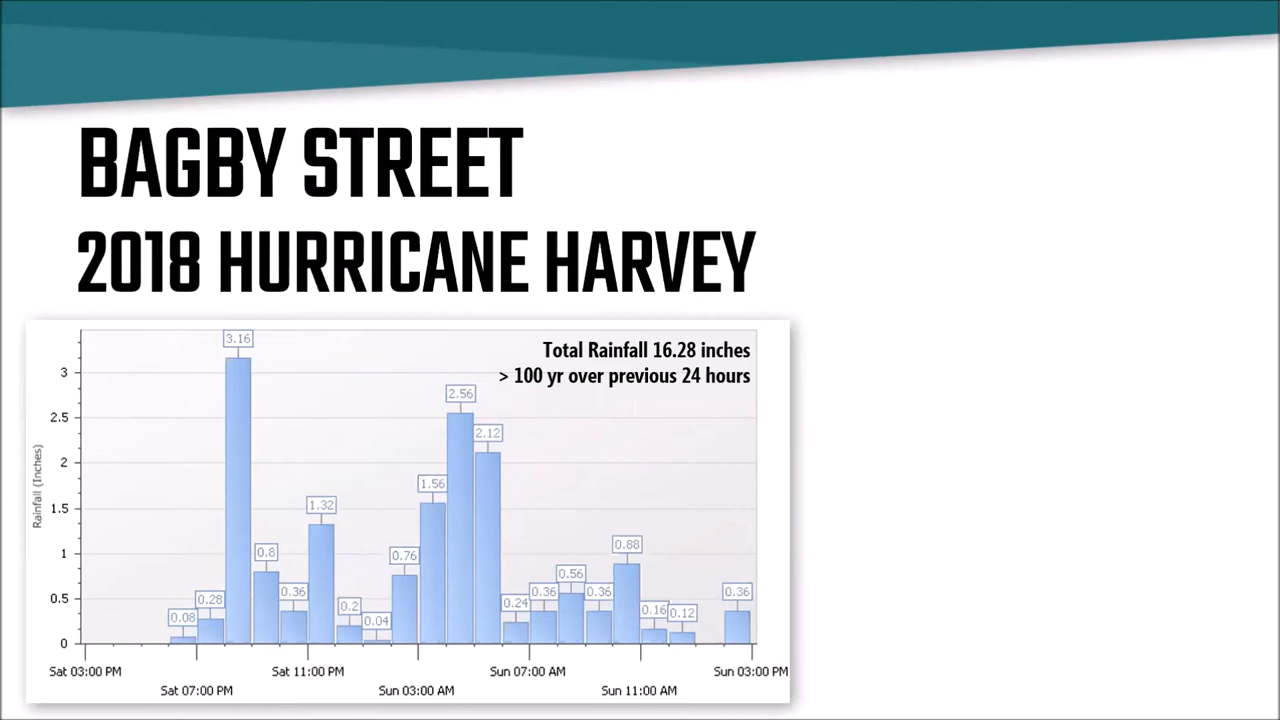 BAGBY STREET
2018 HURRICANE HARVEY
Total Rainfall 16.28 inches
> 100 yr over previous 24 hours
Rainfall (Inches)
3
2.5
2
1.5
1
0.5
0
0.08
0.28
3.16
0.8
0.36
1.32
0.2
0.04
0.76
1.56
2.56
2.12
0.24
0.36
0.56
0.36
0.88
0.16
0.12
0.36
Sat 03:00 PM
Sat 07:00 PM
Sat 11:00 PM
Sun 03:00 AM
Sun 07:00 AM
Sun 11:00 AM
Sun 03:00 PM